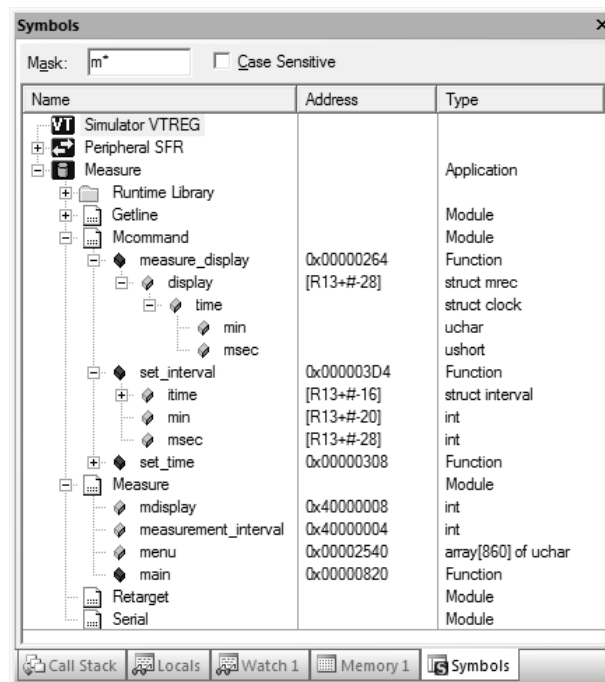 Symbols ×
Mask: m* Case Sensitive
Name Address Type
VT Simulator VTREG
Peripheral SFR
Measure Application
Runtime Library
Getline Module
Mcommand Module
measure_display 0x00000264 Function
display [R13+#-28] struct mrec
time struct clock
min uchar
msec ushort
set_interval 0x000003D4 Function
itime [R13+#-16] struct interval
min [R13+#-20] int
msec [R13+#-28] int
set_time 0x00000308 Function
Measure Module
mdisplay 0x40000008 int
measurement_interval 0x40000004 int
menu 0x00002540 array[860] of uchar
main 0x00000820 Function
Retarget Module
Serial Module
Call Stack Locals Watch 1 Memory 1 Symbols